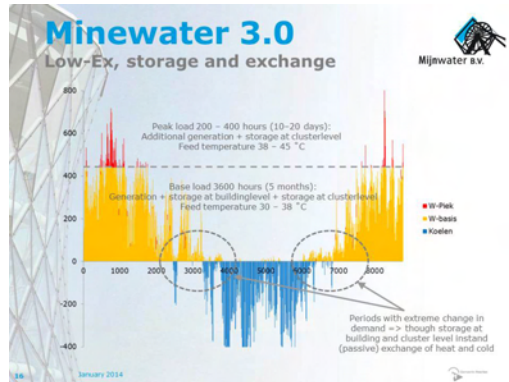 Minewater 3.0
Low-Ex, storage and exchange
Mijnwater B.V.
800
Peak load 200 – 400 hours (10–20 days):
Additional generation + storage at clusterlevel
Feed temperature 38 – 45 °C
600
400
Base load 3600 hours (5 months):
Generation + storage at buildinglevel + storage at clusterlevel
Feed temperature 30 – 38 °C
200
W-Piek
W-basis
Koelen
0
0 1000 2000 3000 4000 5000 6000 7000 8000
-200
-400
Periods with extreme change in
demand => though storage at
building and cluster level instand
(passive) exchange of heat and cold
16 January 2014